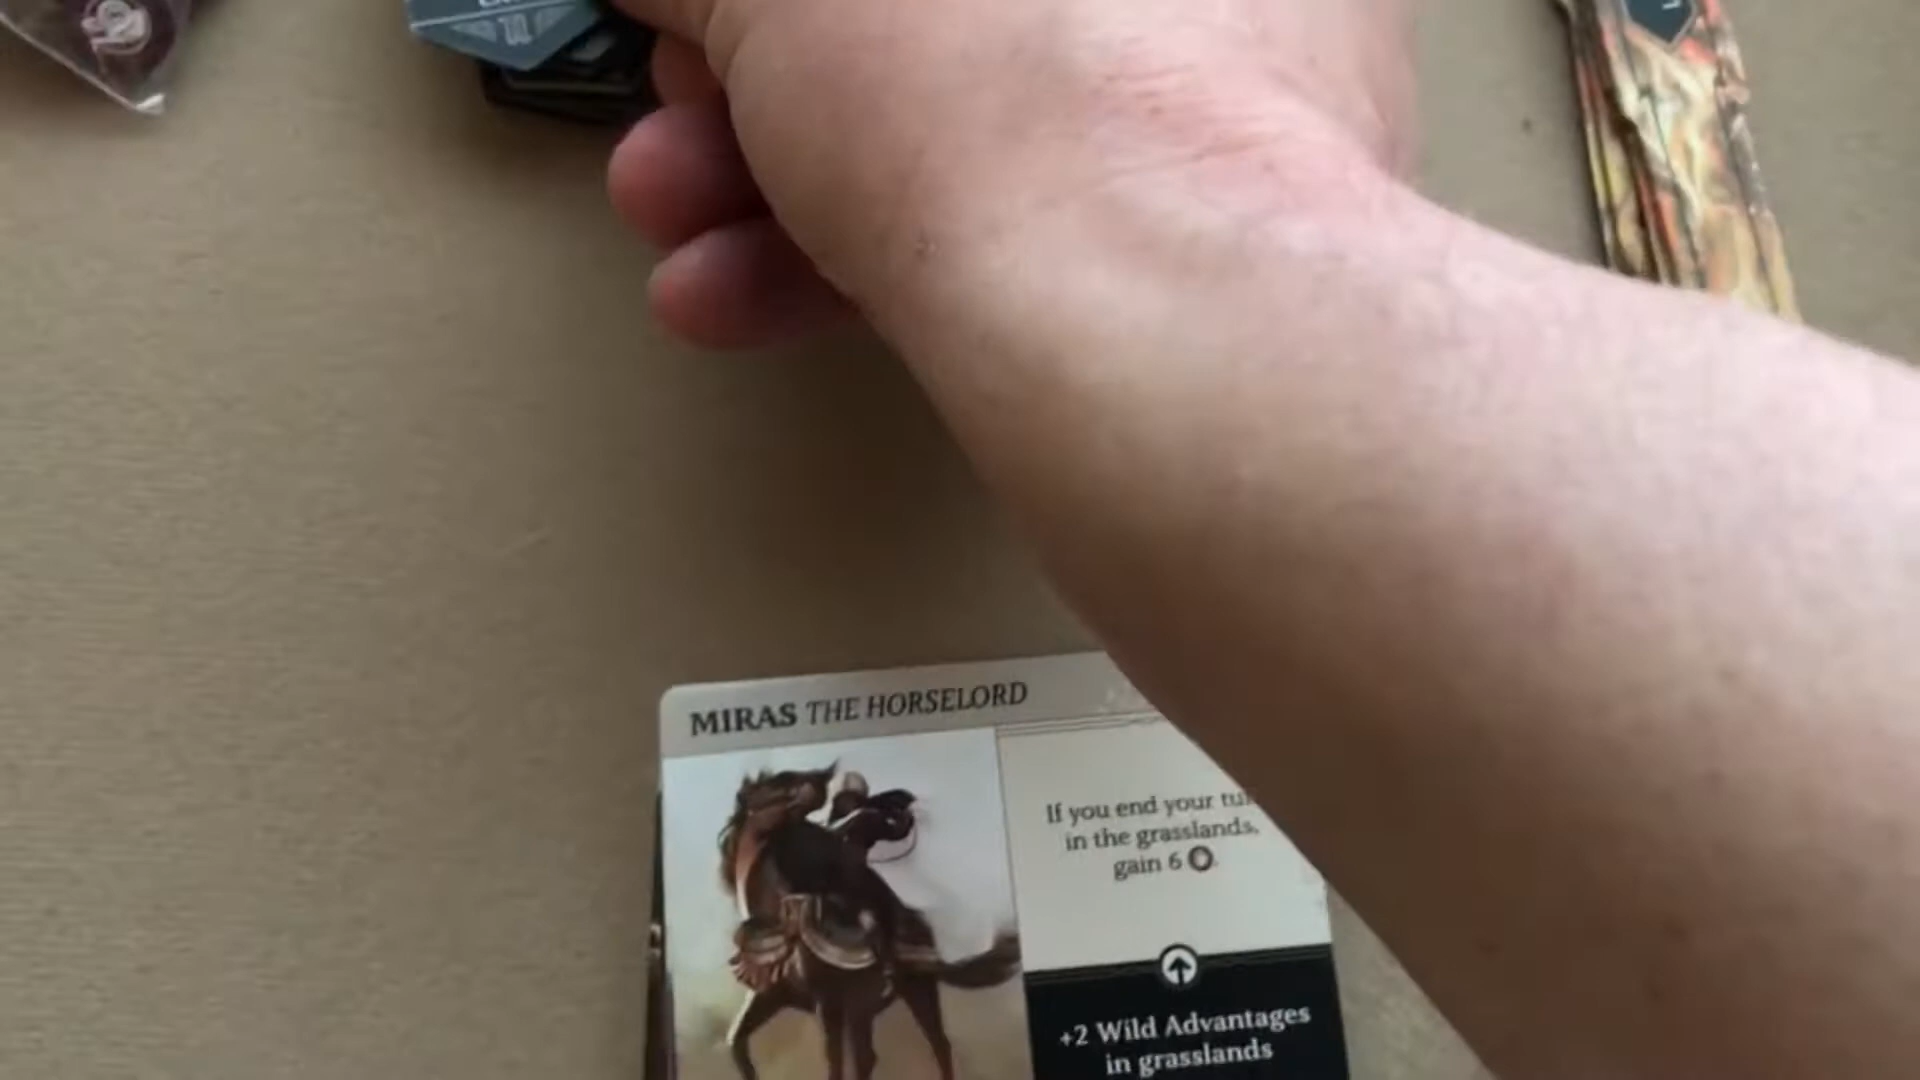 MIRAS THE HORSELORD
If you end your
in the grasslands,
gain 6
+2 Wild Advantages
in grasslands